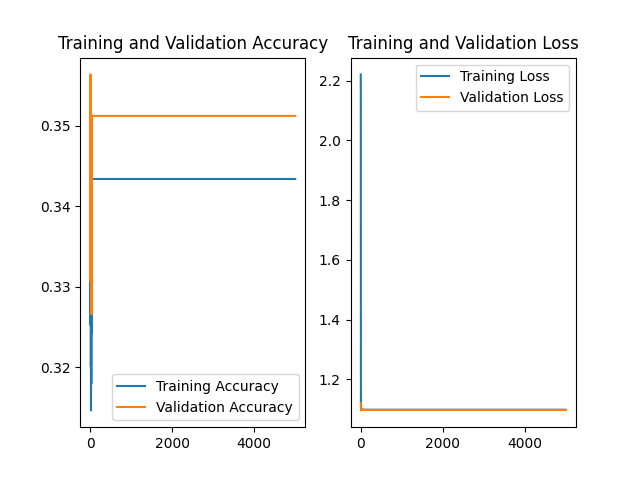 Training and Validation Accuracy
0.35
0.34
0.33
0.32
0
2000
4000
Training Accuracy
Validation Accuracy
Training and Validation Loss
2.2
2.0
1.8
1.6
1.4
1.2
0
2000
4000
Training Loss
Validation Loss